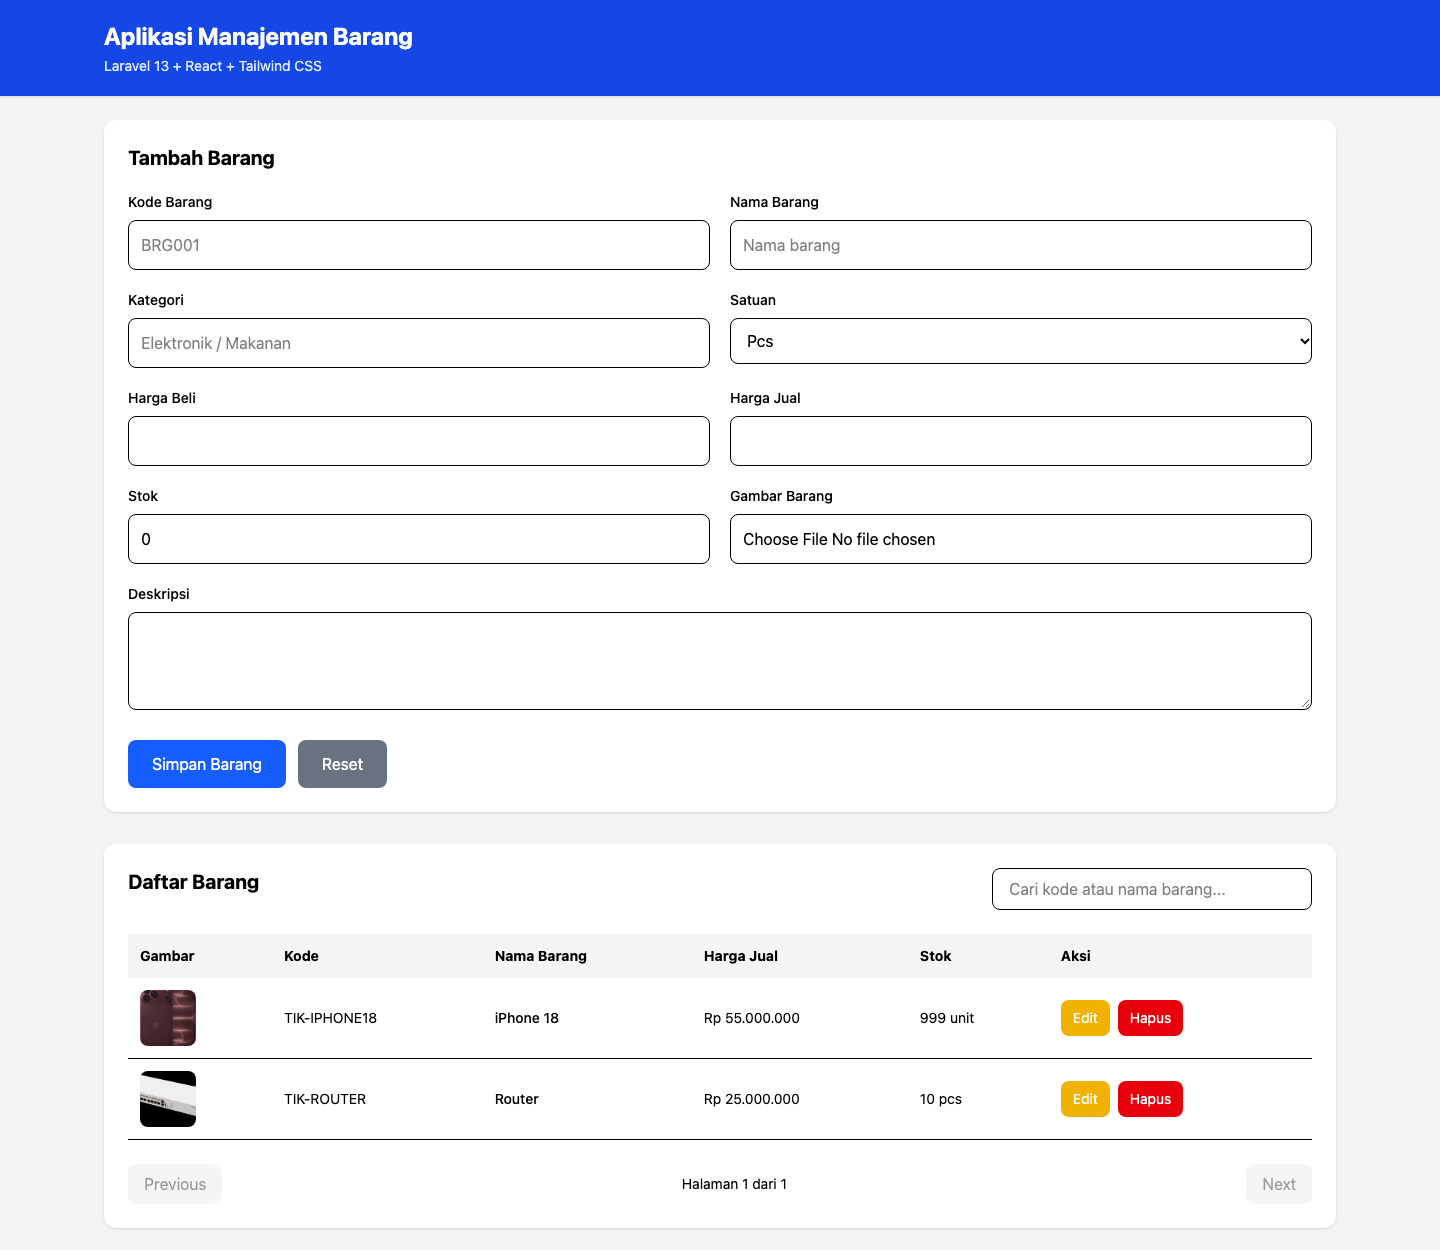 Aplikasi Manajemen Barang
Laravel 13 + React + Tailwind CSS
Tambah Barang
Kode Barang
Nama Barang
BRG001
Nama barang
Kategori
Satuan
Elektronik / Makanan
Pcs
Harga Beli
Harga Jual
Stok
Gambar Barang
0
Choose File No file chosen
Deskripsi
Simpan Barang
Reset
Daftar Barang
Cari kode atau nama barang...
Gambar Kode Nama Barang Harga Jual Stok Aksi
TIK-IPHONE18 iPhone 18 Rp 55.000.000 999 unit Edit Hapus
TIK-ROUTER Router Rp 25.000.000 10 pcs Edit Hapus
Previous
Halaman 1 dari 1
Next